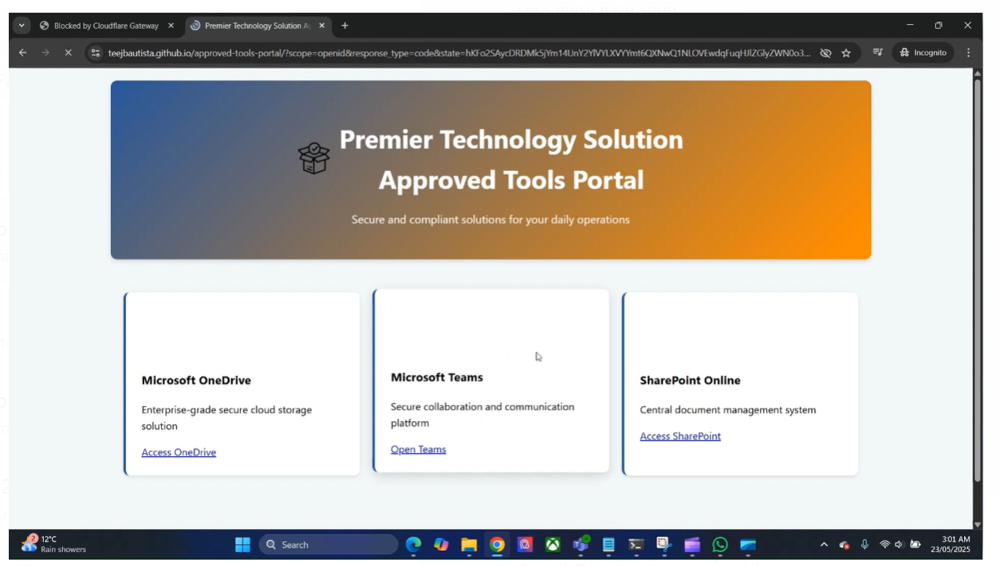 Blocked by Cloudflare Gateway
Premier Technology Solution A
teejbautista.github.io/approved-tools-portal/?scope=openid&response_type=code&state=
Incognito
Premier Technology Solution
Approved Tools Portal
Secure and compliant solutions for your daily operations
Microsoft OneDrive
Enterprise-grade secure cloud storage
solution
Access OneDrive
Microsoft Teams
Secure collaboration and communication
platform
Open Teams
SharePoint Online
Central document management system
Access SharePoint
2
12°C
Rain showers
Search
3:01 AM
23/05/2025